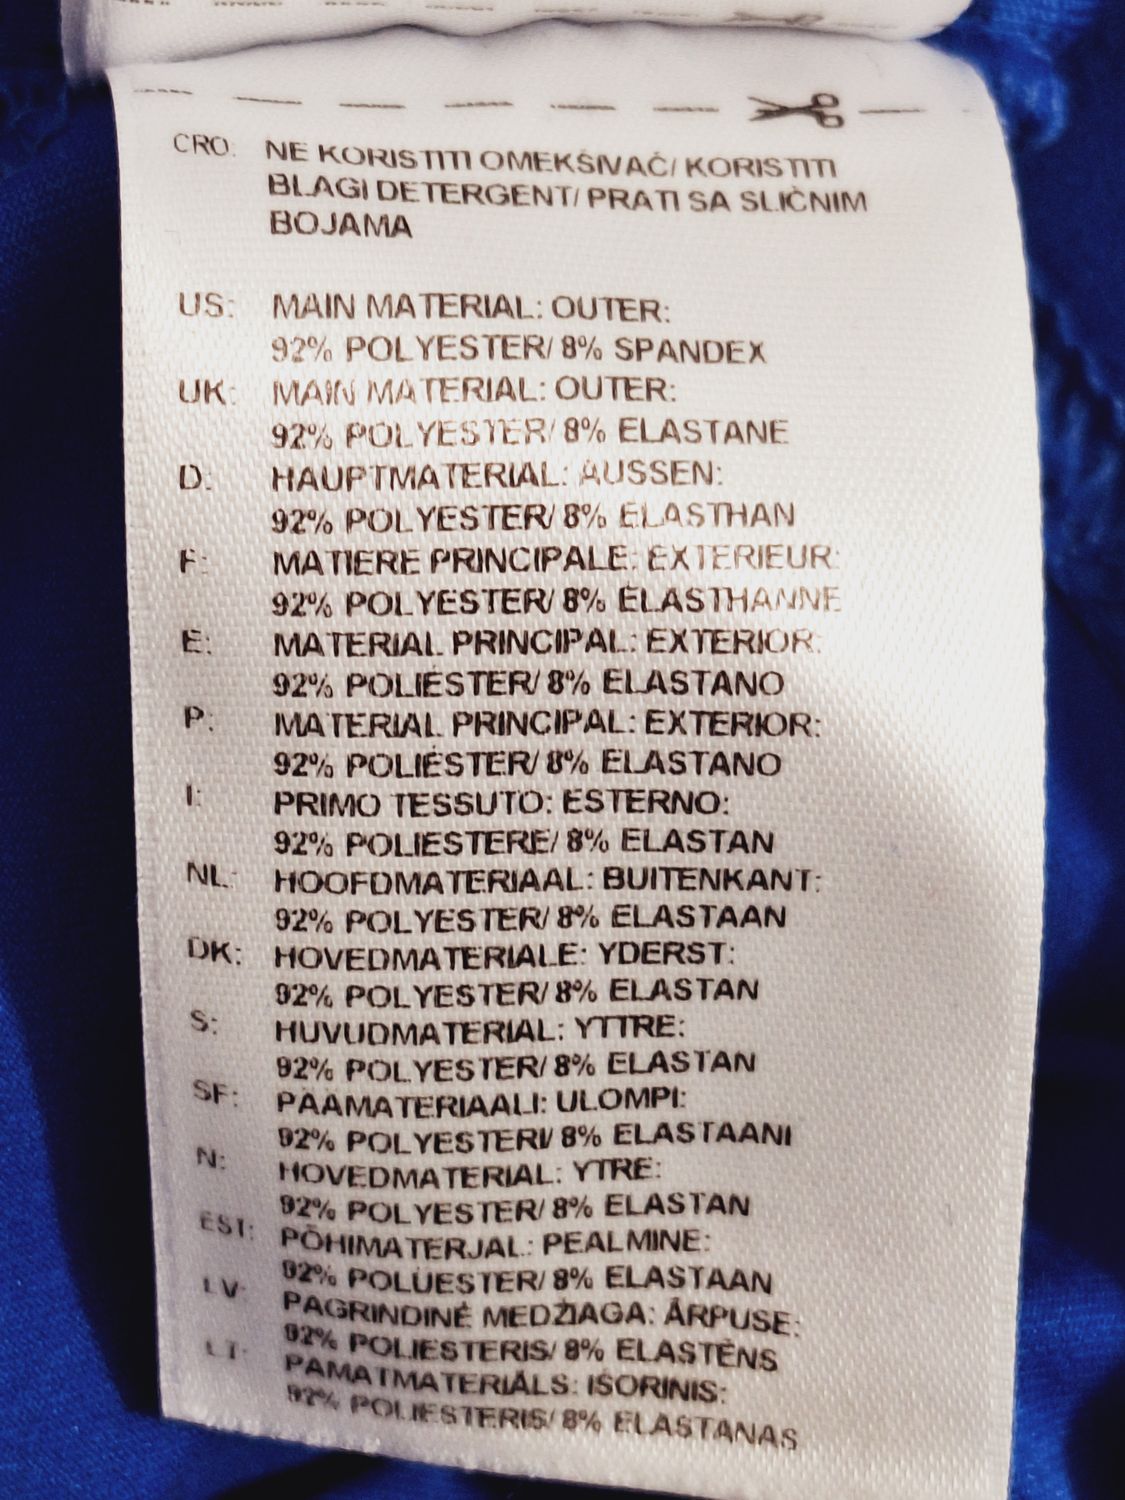 CRO: NE KORISTITI OMEKŠIVAČ/ KORISTITI
BLAGI DETERGENT/ PRATI SA SLIČNIM
BOJAMA
US: MAIN MATERIAL: OUTER:
92% POLYESTER/ 8% SPANDEX
UK: MAIN MATERIAL: OUTER:
92% POLYESTER/ 8% ELASTANE
D: HAUPTMATERIAL: AUSSEN:
92% POLYESTER/ 8% ELASTHAN
F: MATIERE PRINCIPALE: EXTERIEUR:
92% POLYESTER/ 8% ÉLASTHANNE
E: MATERIAL PRINCIPAL: EXTERIOR:
92% POLIÉSTER/ 8% ELASTANO
P: MATERIAL PRINCIPAL: EXTERIOR:
92% POLIÉSTER/ 8% ELASTANO
I: PRIMO TESSUTO: ESTERNO:
92% POLIESTERE/ 8% ELASTAN
NL: HOOFDMATERIAAL: BUITENKANT:
92% POLYESTER/ 8% ELASTAAN
DK: HOVEDMATERIALE: YDERST:
92% POLYESTER/ 8% ELASTAN
S: HUVUDMATERIAL: YTTRE:
92% POLYESTER/ 8% ELASTAN
SF: PÄÄMATERIAALI: ULOMPI:
92% POLYESTERI/ 8% ELASTAANI
N: HOVEDMATERIAL: YTRE:
92% POLYESTER/ 8% ELASTAN
EST: PÕHIMATERJAL: PEALMINE:
92% POLÜESTER/ 8% ELASTAAN
LV: PAGRINDINĖ MEDŽIAGA: ĀRPUSE:
92% POLIESTERIS/ 8% ELASTĒNS
LT: PAMATMATERIĀLS: IŠORINIS:
92% POLIESTERIS/ 8% ELASTANAS